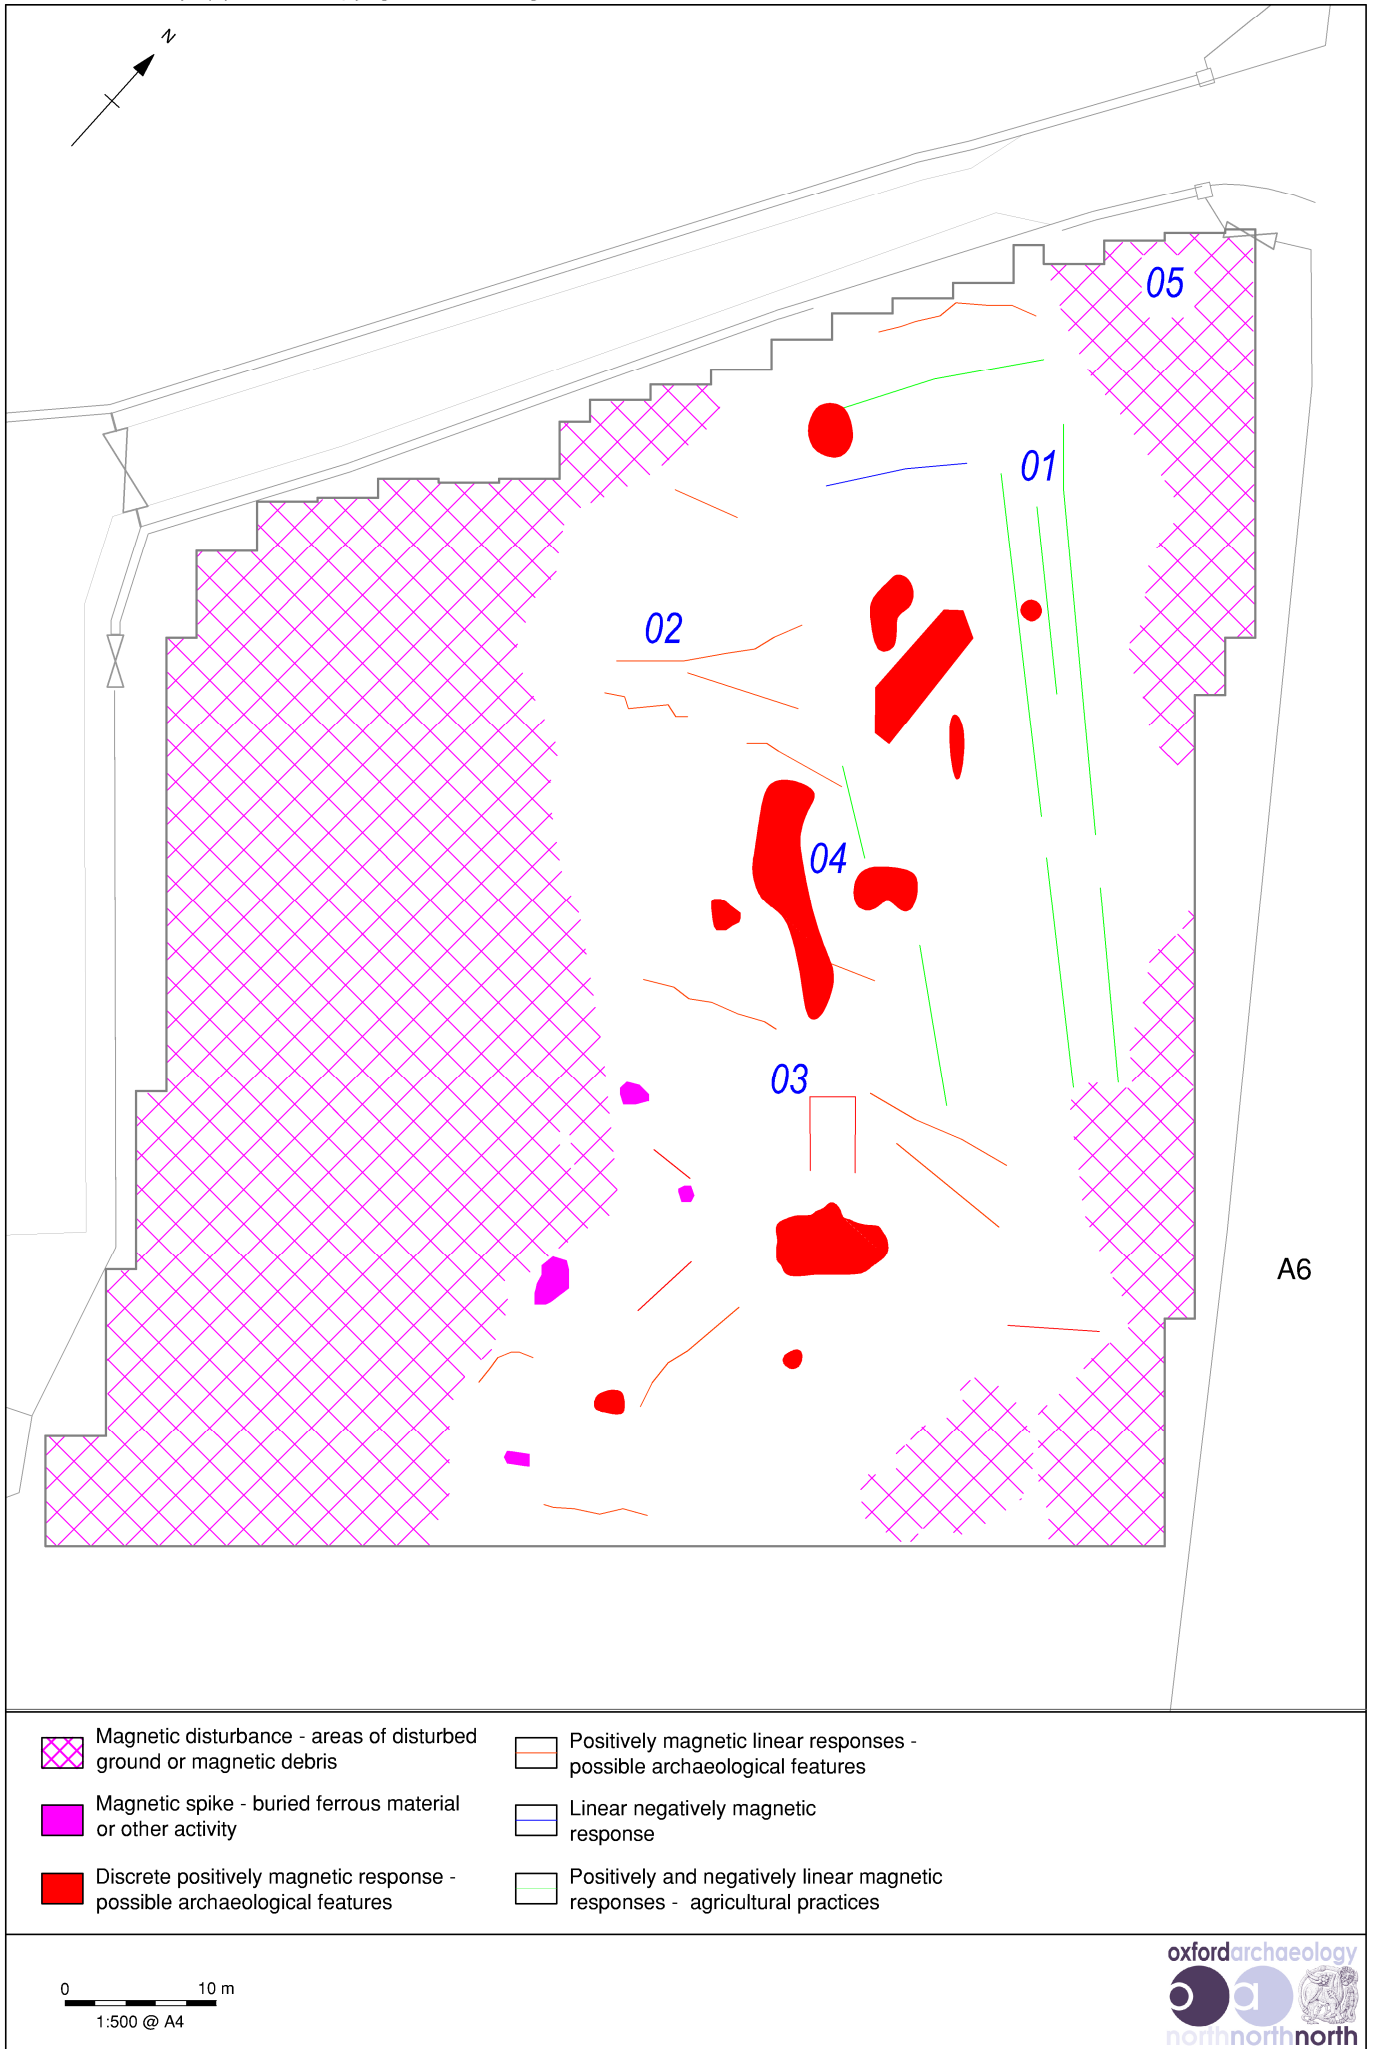 N
05
01
02
04
03
A6
Magnetic disturbance - areas of disturbed
ground or magnetic debris
Magnetic spike - buried ferrous material
or other activity
Discrete positively magnetic response -
possible archaeological features
Positively magnetic linear responses -
possible archaeological features
Linear negatively magnetic
response
Positively and negatively linear magnetic
responses - agricultural practices
0 10 m
1:500 @ A4
oxfordarchaeology
o a
northnorthnorth